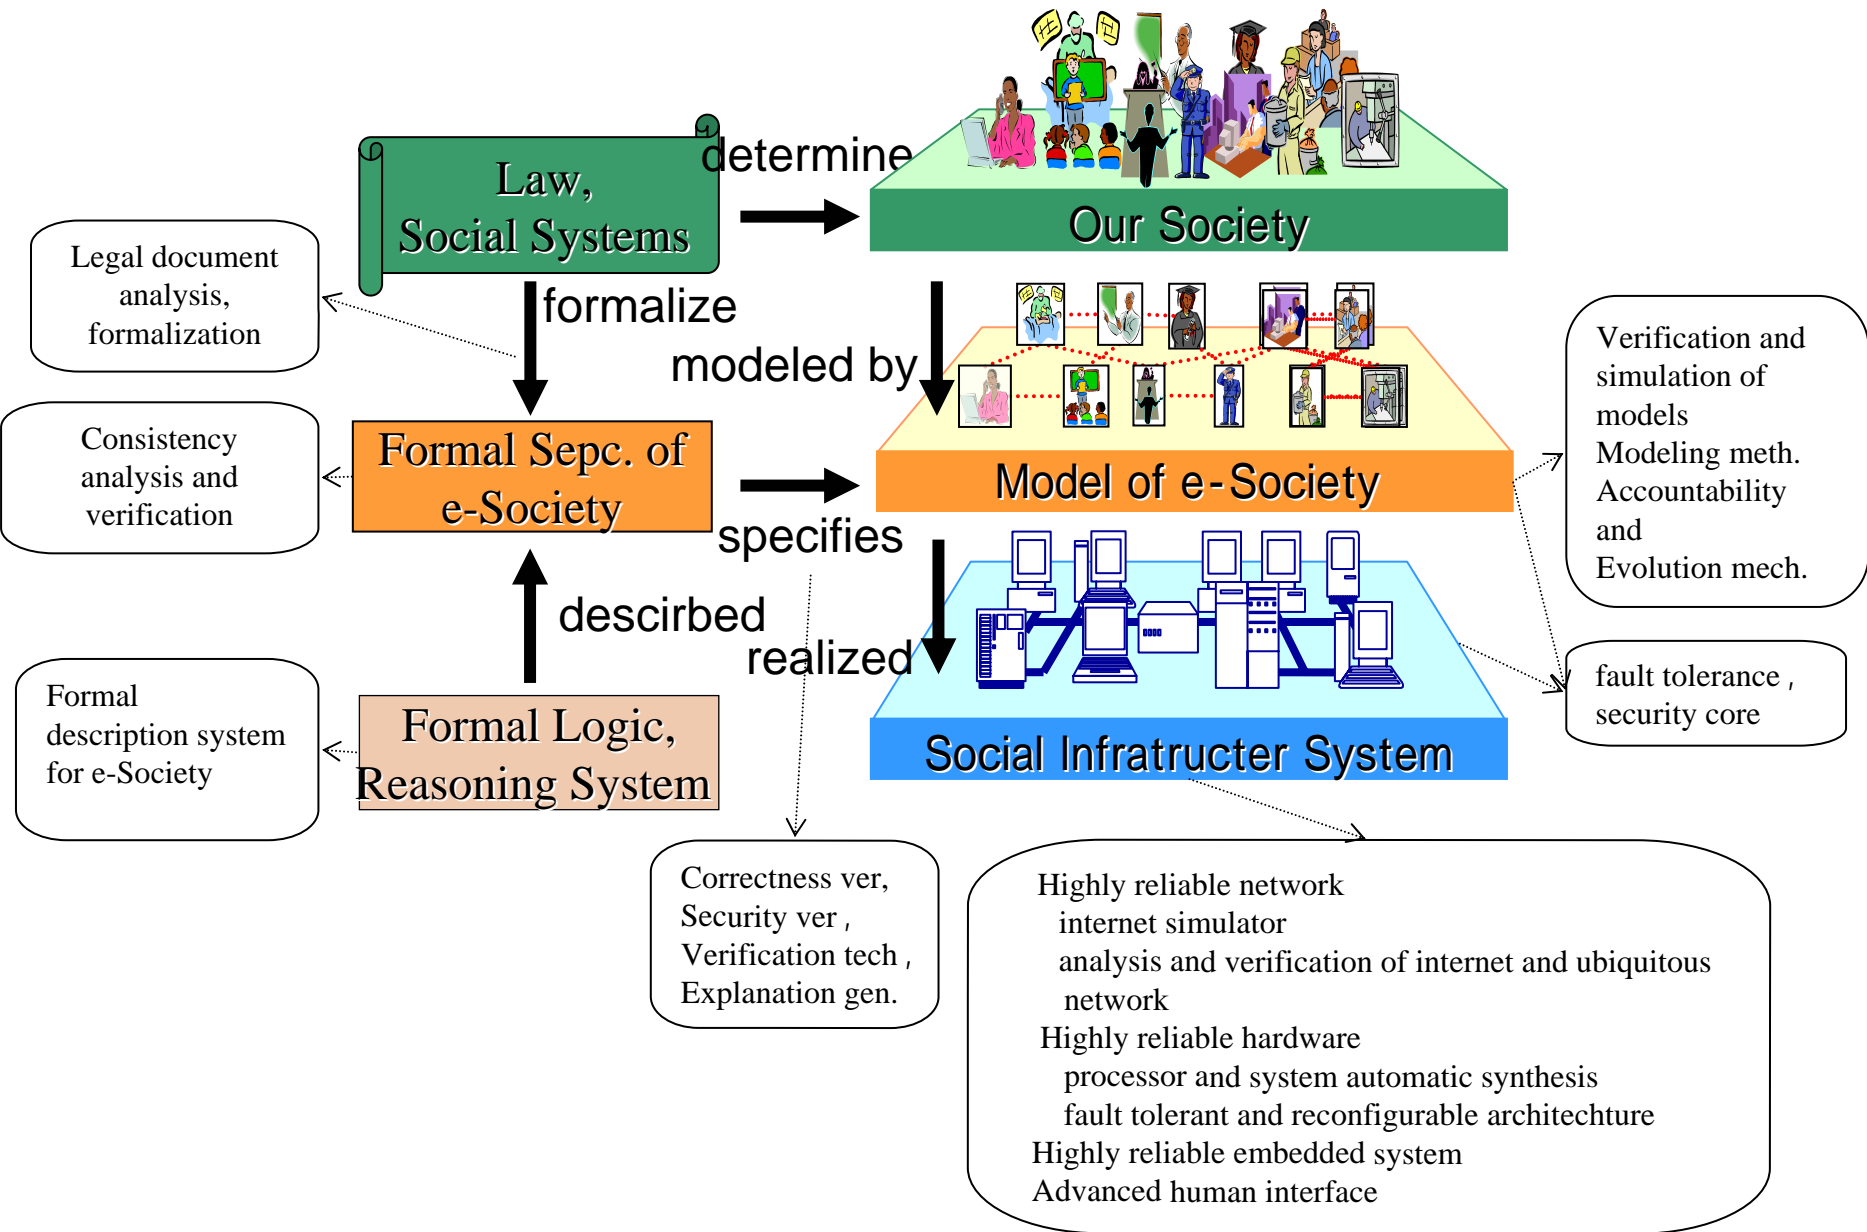 determine
Law,
Social Systems
Our Society
Legal document
analysis,
formalization
formalize
modeled by
Verification and
simulation of
models
Modeling meth.
Accountability
and
Evolution mech.
Consistency
analysis and
verification
Formal Sepc. of
e-Society
Model of e-Society
specifies
descirbed
realized
fault tolerance ,
security core
Formal
description system
for e-Society
Formal Logic,
Reasoning System
Social Infratructer System
Correctness ver,
Security ver ,
Verification tech ,
Explanation gen.
Highly reliable network
internet simulator
analysis and verification of internet and ubiquitous
network
Highly reliable hardware
processor and system automatic synthesis
fault tolerant and reconfigurable architechture
Highly reliable embedded system
Advanced human interface